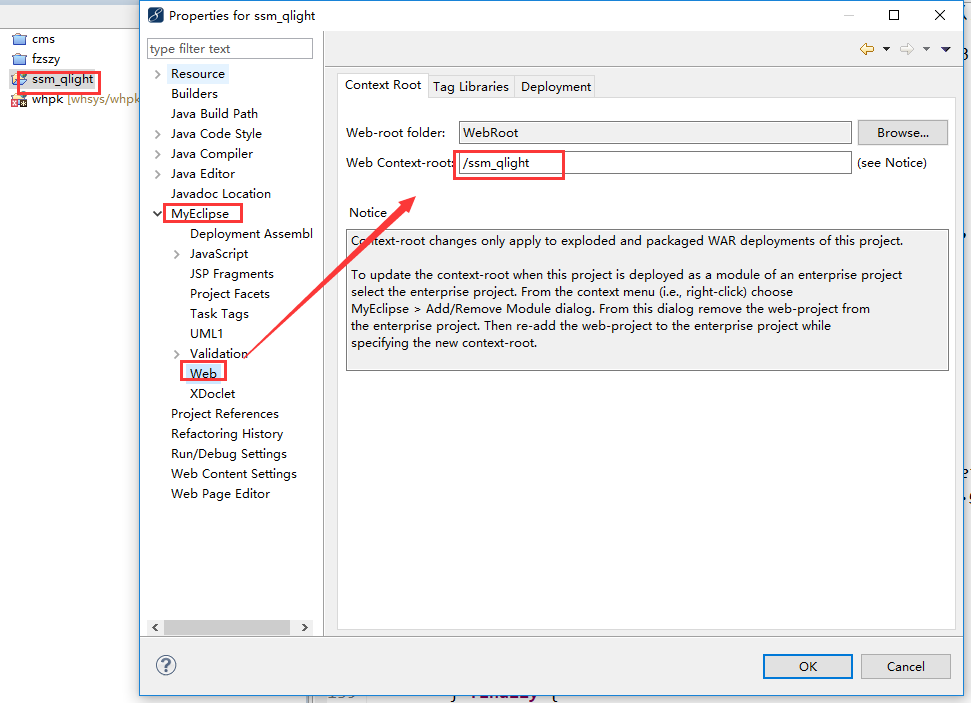 Properties for ssm_qlight
cms
fzszy
ssm_qlight
whpk [whsys/whpk
type filter text
Resource
Builders
Java Build Path
Java Code Style
Java Compiler
Java Editor
Javadoc Location
MyEclipse
Deployment Assembl
JavaScript
JSP Fragments
Project Facets
Task Tags
UML1
Validation
Web
XDoclet
Project References
Refactoring History
Run/Debug Settings
Web Content Settings
Web Page Editor
Context Root Tag Libraries Deployment
Web-root folder: WebRoot Browse...
Web Context-root: /ssm_qlight (see Notice)
Notice
Context-root changes only apply to exploded and packaged WAR deployments of this project.
To update the context-root when this project is deployed as a module of an enterprise project
select the enterprise project. From the context menu (i.e., right-click) choose
MyEclipse > Add/Remove Module dialog. From this dialog remove the web-project from
the enterprise project. Then re-add the web-project to the enterprise project while
specifying the new context-root.
?
OK Cancel